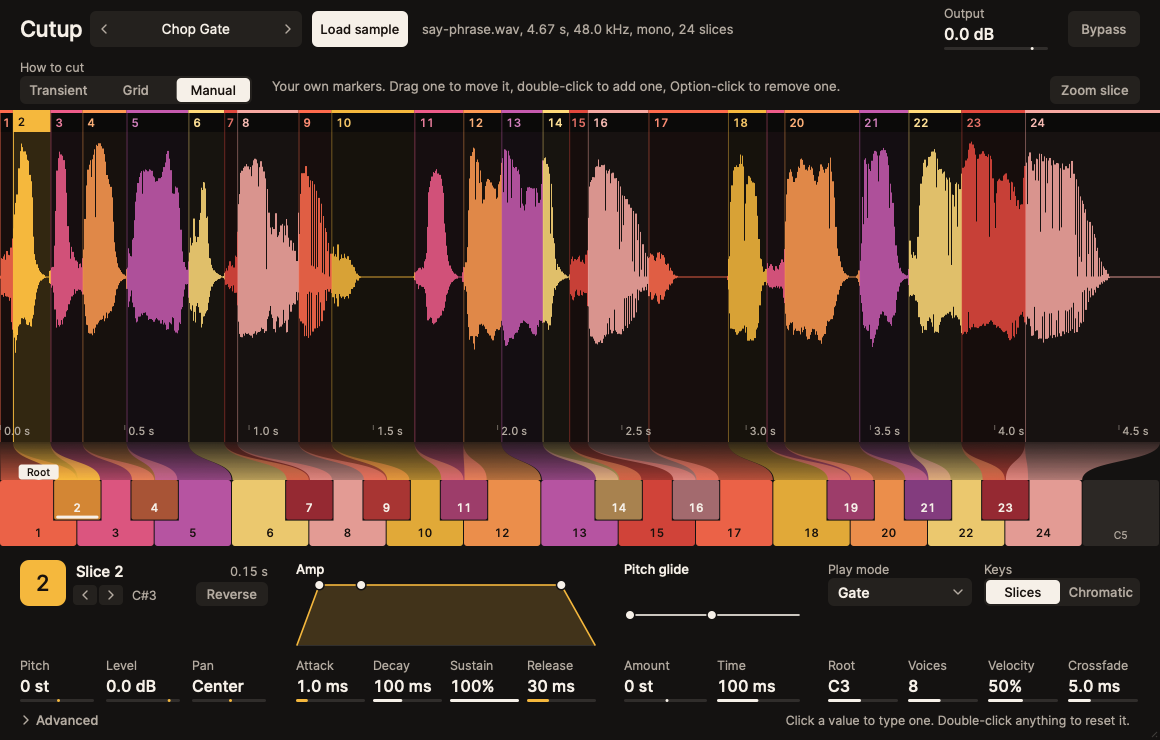 Cutup
Chop Gate
Load sample
say-phrase.wav, 4.67 s, 48.0 kHz, mono, 24 slices
Output
0.0 dB
Bypass
How to cut
Transient Grid Manual
Your own markers. Drag one to move it, double-click to add one, Option-click to remove one.
Zoom slice
1 2 3 4 5 6 7 8 9 10 11 12 13 14 15 16 17 18 20 21 22 23 24
0.0 s 0.5 s 1.0 s 1.5 s 2.0 s 2.5 s 3.0 s 3.5 s 4.0 s 4.5 s
Root
2 4 7 9 11 14 16 19 21 23
1 3 5 6 8 10 12 13 15 17 18 20 22 24 C5
2
Slice 2
0.15 s
C#3
Reverse
Amp
Pitch glide
Play mode
Gate
Keys
Slices Chromatic
Pitch Level Pan Attack Decay Sustain Release Amount Time Root Voices Velocity Crossfade
0 st 0.0 dB Center 1.0 ms 100 ms 100% 30 ms 0 st 100 ms C3 8 50% 5.0 ms
Advanced
Click a value to type one. Double-click anything to reset it.